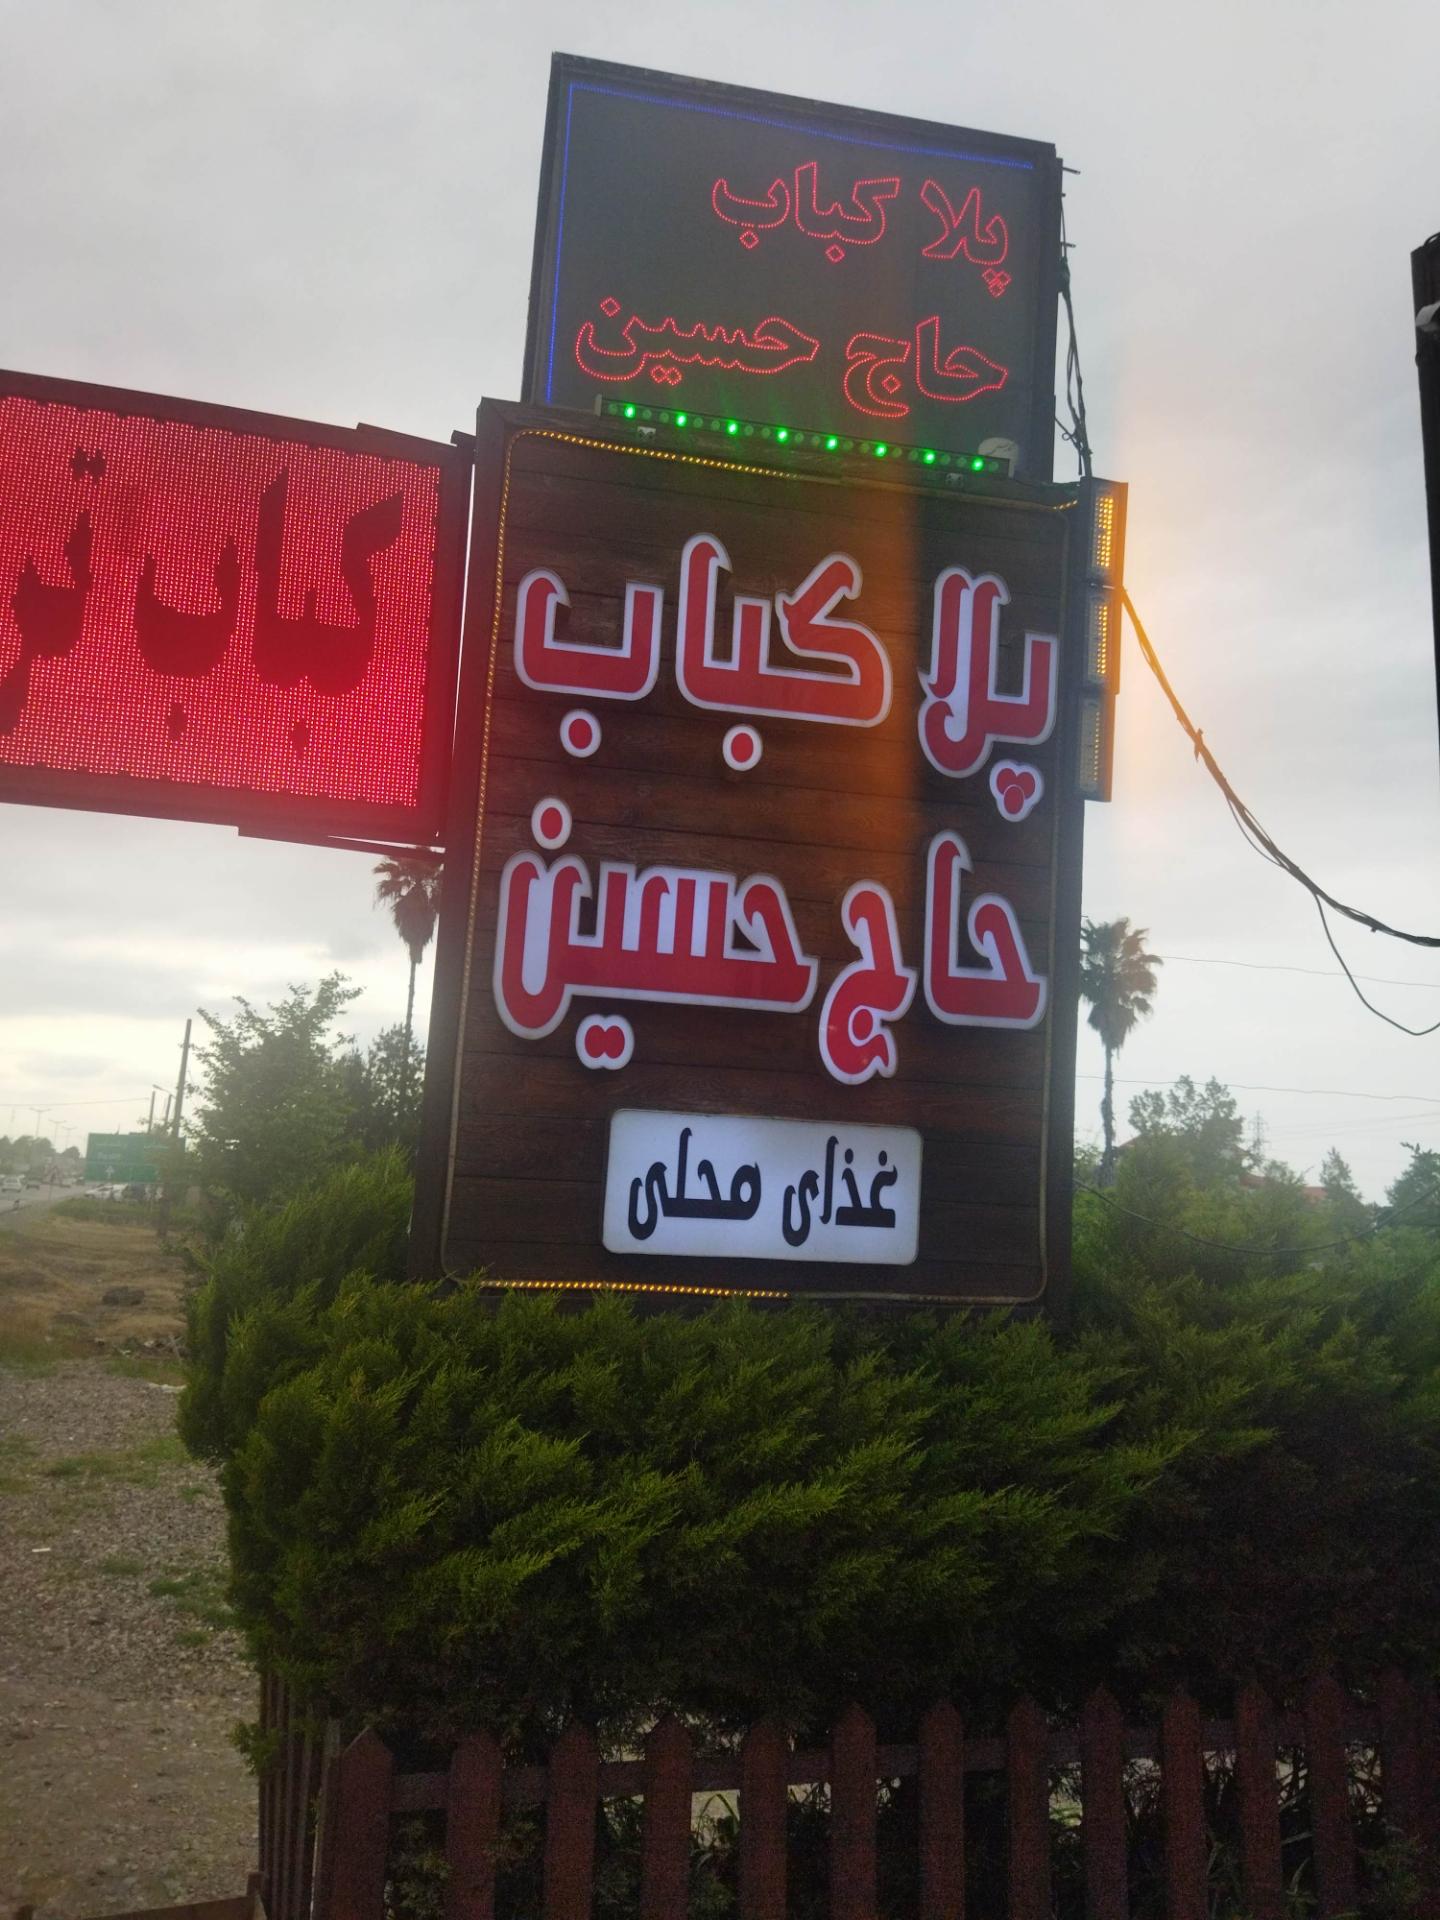 پلا کباب
حاج حسین
پلا کباب
حاج حسین
غذای محلی
کباب